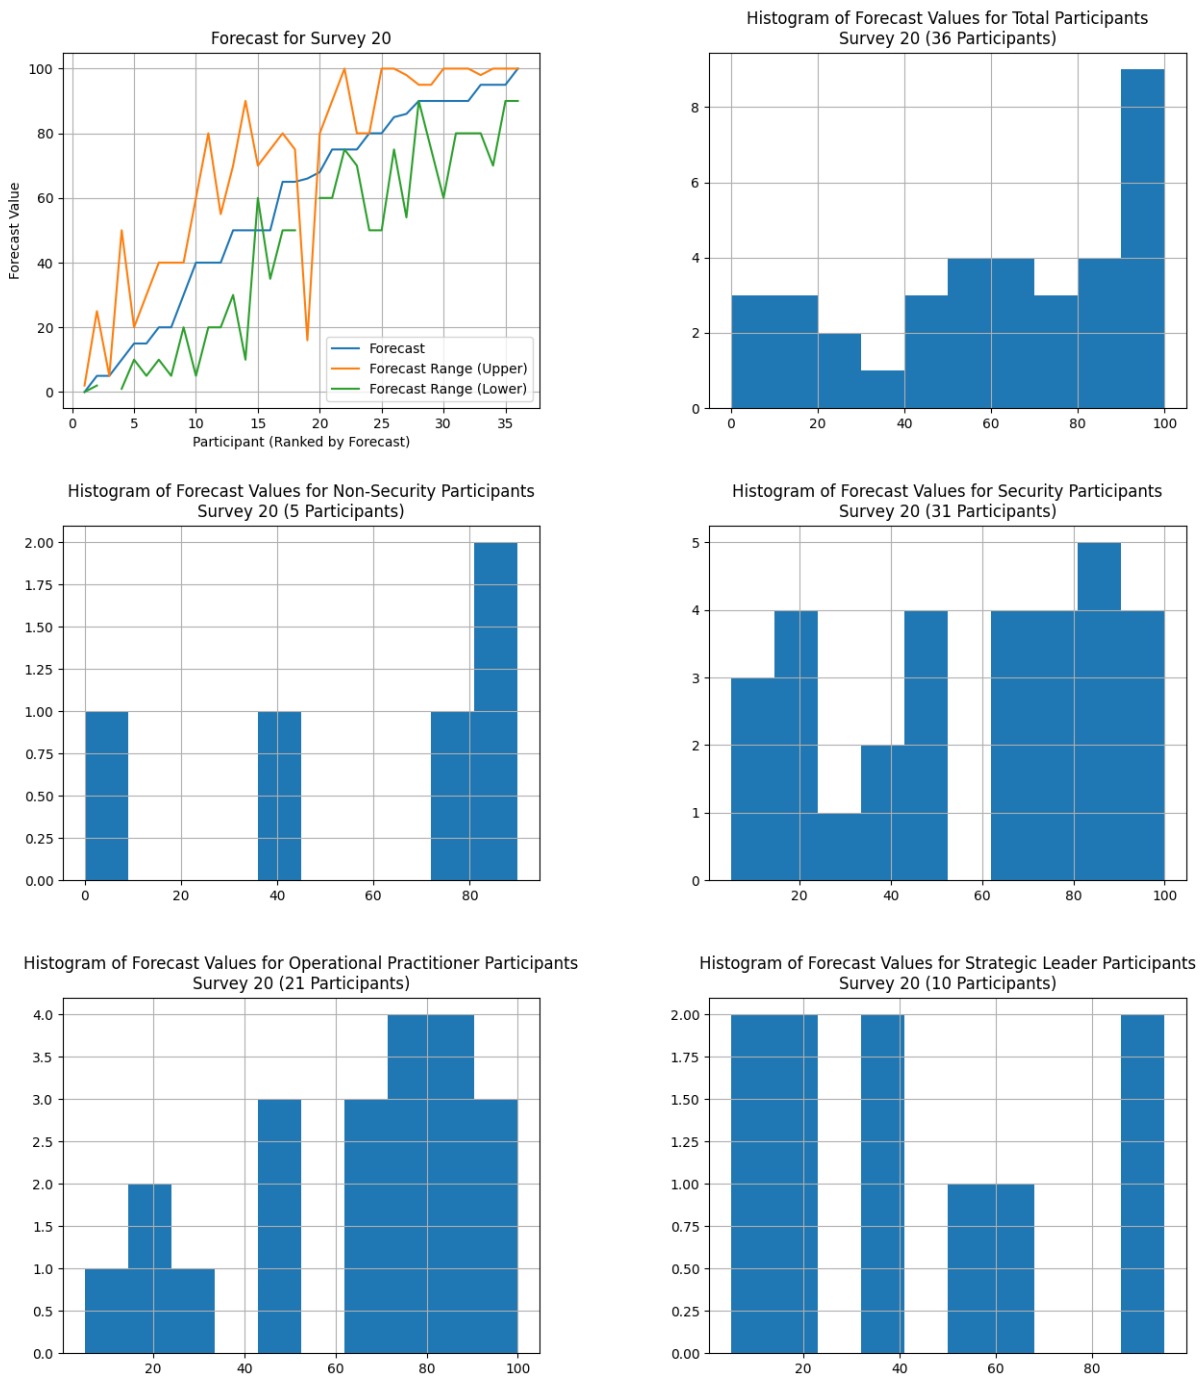 Forecast for Survey 20
100
80
60
40
20
0
Forecast Value
0 5 10 15 20 25 30 35
Participant (Ranked by Forecast)
Forecast
Forecast Range (Upper)
Forecast Range (Lower)
Histogram of Forecast Values for Total Participants
Survey 20 (36 Participants)
8
6
4
2
0
0 20 40 60 80 100
Histogram of Forecast Values for Non-Security Participants
Survey 20 (5 Participants)
2.00
1.75
1.50
1.25
1.00
0.75
0.50
0.25
0.00
0 20 40 60 80
Histogram of Forecast Values for Security Participants
Survey 20 (31 Participants)
5
4
3
2
1
0
20 40 60 80 100
Histogram of Forecast Values for Operational Practitioner Participants
Survey 20 (21 Participants)
4.0
3.5
3.0
2.5
2.0
1.5
1.0
0.5
0.0
20 40 60 80 100
Histogram of Forecast Values for Strategic Leader Participants
Survey 20 (10 Participants)
2.00
1.75
1.50
1.25
1.00
0.75
0.50
0.25
0.00
20 40 60 80